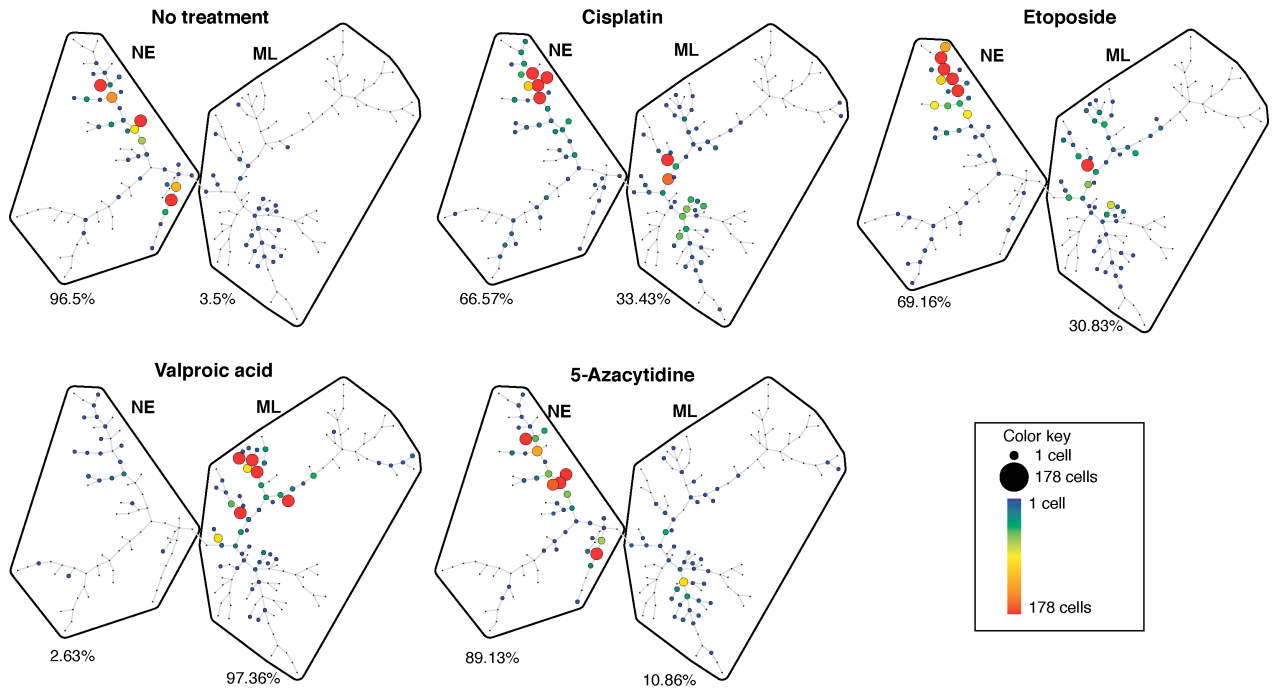 No treatment
NE
ML
96.5%
3.5%
Cisplatin
NE
ML
66.57%
33.43%
Etoposide
NE
ML
69.16%
30.83%
Valproic acid
NE
ML
2.63%
97.36%
5-Azacytidine
NE
ML
89.13%
10.86%
Color key
1 cell
178 cells
1 cell
178 cells